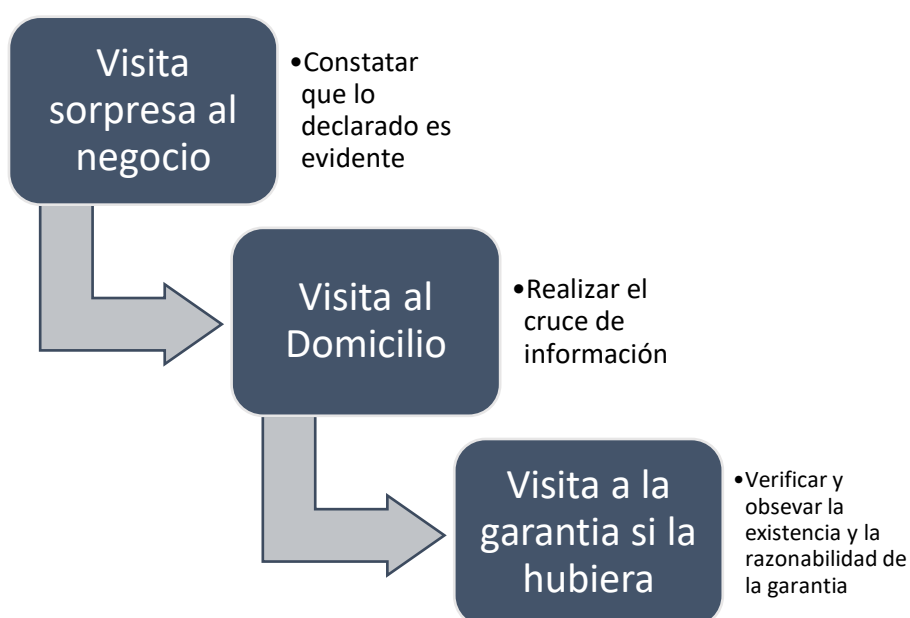 Visita
sorpresa al
negocio
•Constatar
que lo
declarado es
evidente
Visita al
Domicilio
•Realizar el
cruce de
información
Visita a la
garantia si la
hubiera
•Verificar y
obsevar la
existencia y la
razonabilidad de
la garantia